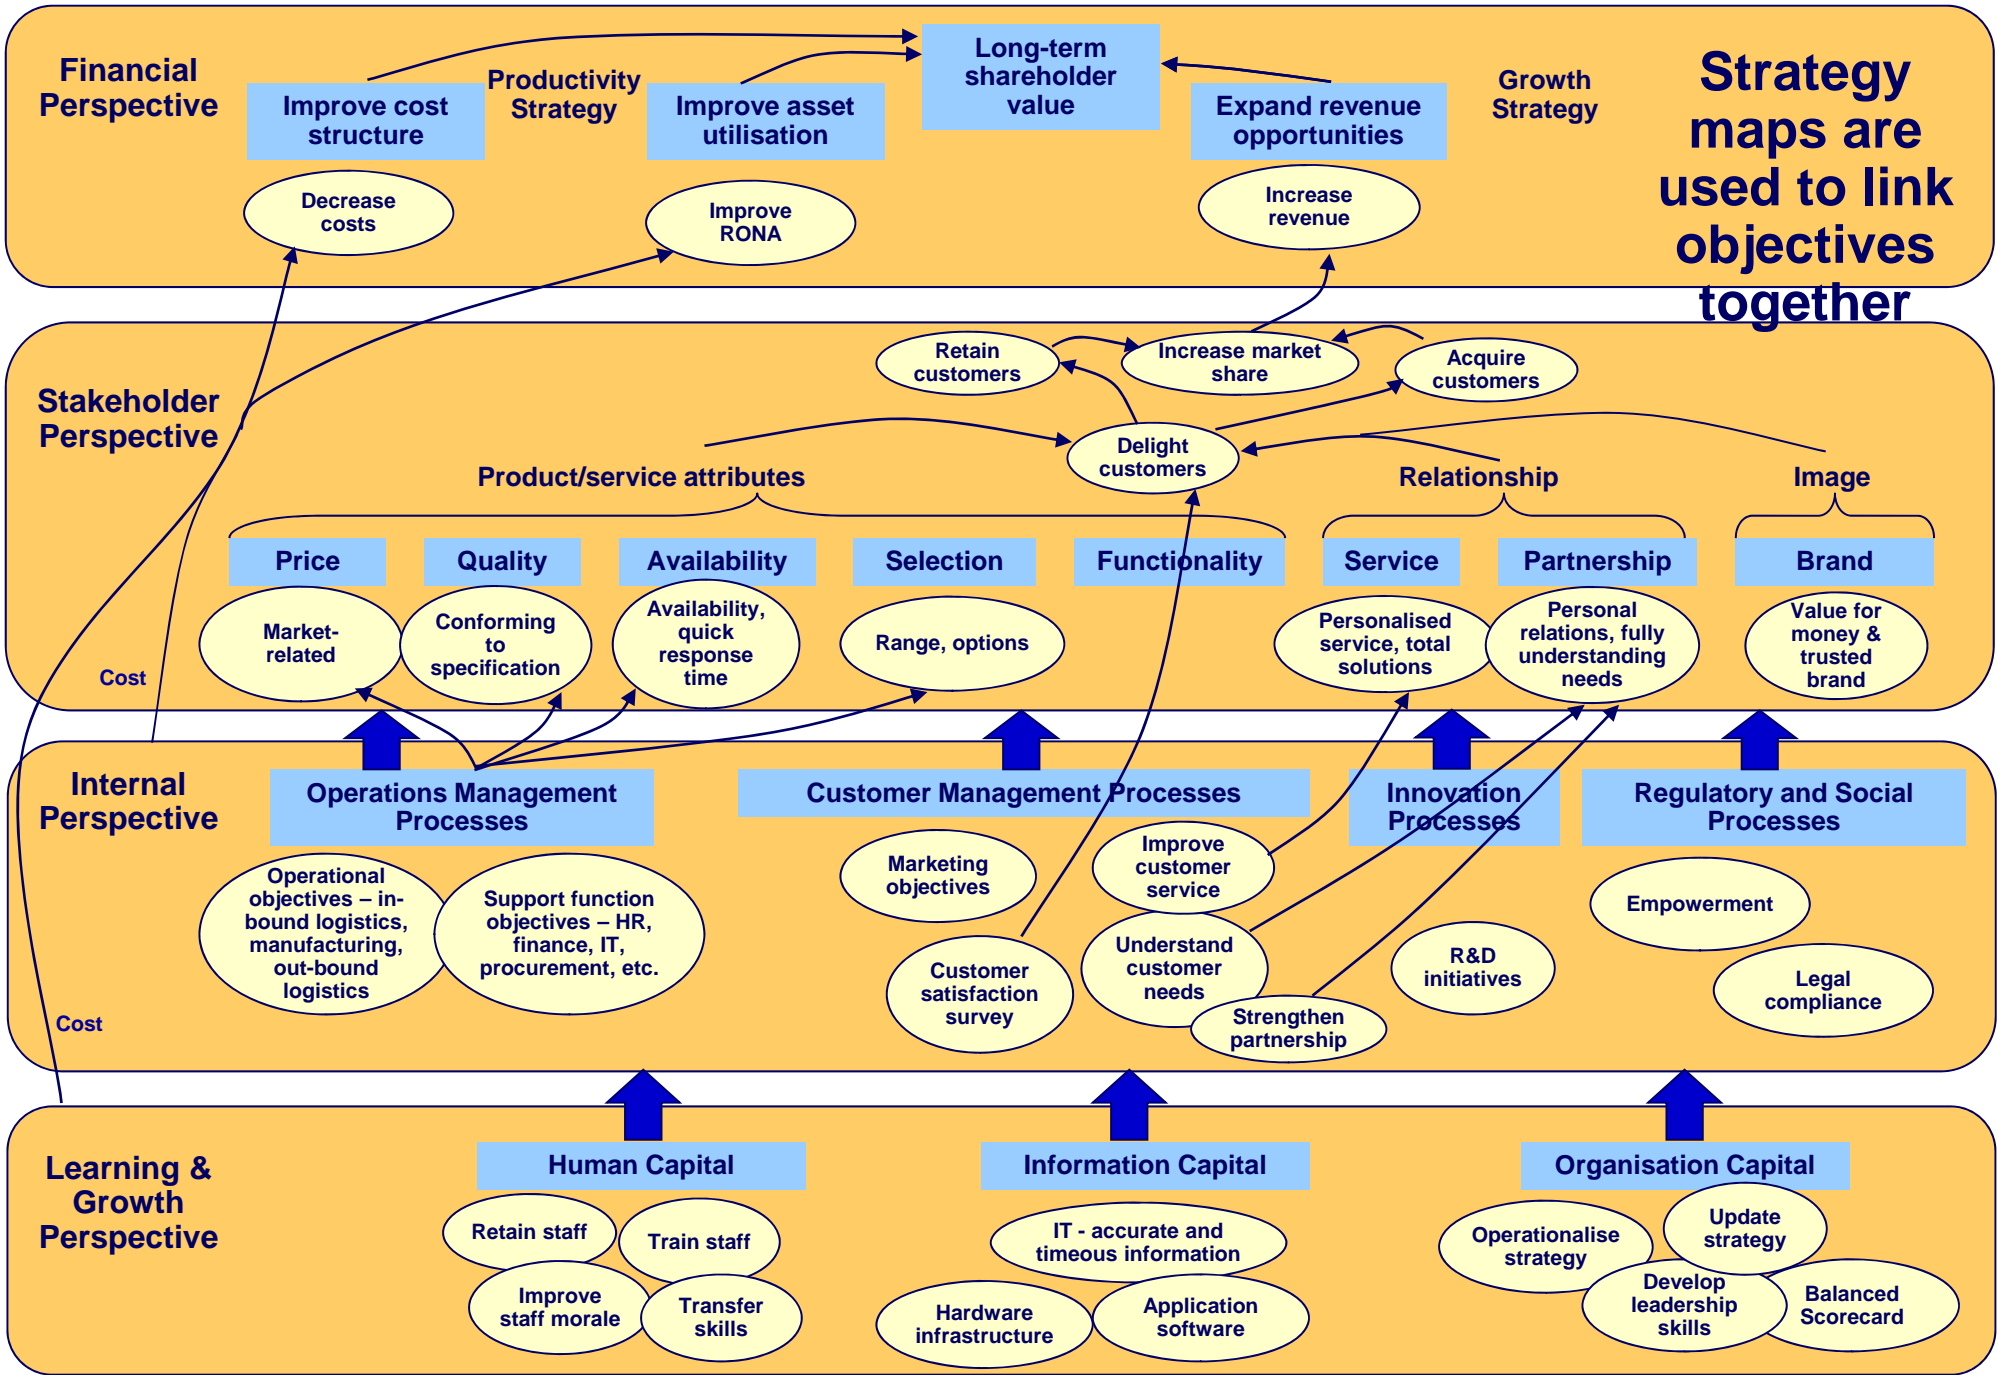 Financial
Perspective
Productivity
Strategy
Long-term
shareholder
value
Growth
Strategy
Strategy
maps are
used to link
objectives
together
Improve cost
structure
Improve asset
utilisation
Expand revenue
opportunities
Decrease
costs
Improve
RONA
Increase
revenue
Stakeholder
Perspective
Retain
customers
Increase market
share
Acquire
customers
Delight
customers
Product/service attributes
Relationship
Image
Price
Quality
Availability
Selection
Functionality
Service
Partnership
Brand
Market-
related
Conforming
to
specification
Availability,
quick
response
time
Range, options
Personalised
service, total
solutions
Personal
relations, fully
understanding
needs
Value for
money &
trusted
brand
Cost
Internal
Perspective
Operations Management
Processes
Customer Management Processes
Innovation
Processes
Regulatory and Social
Processes
Operational
objectives – in-
bound logistics,
manufacturing,
out-bound
logistics
Support function
objectives – HR,
finance, IT,
procurement, etc.
Marketing
objectives
Improve
customer
service
Customer
satisfaction
survey
Understand
customer
needs
Strengthen
partnership
R&D
initiatives
Empowerment
Legal
compliance
Cost
Learning &
Growth
Perspective
Human Capital
Information Capital
Organisation Capital
Retain staff
Train staff
Improve
staff morale
Transfer
skills
IT - accurate and
timeous information
Hardware
infrastructure
Application
software
Operationalise
strategy
Update
strategy
Develop
leadership
skills
Balanced
Scorecard